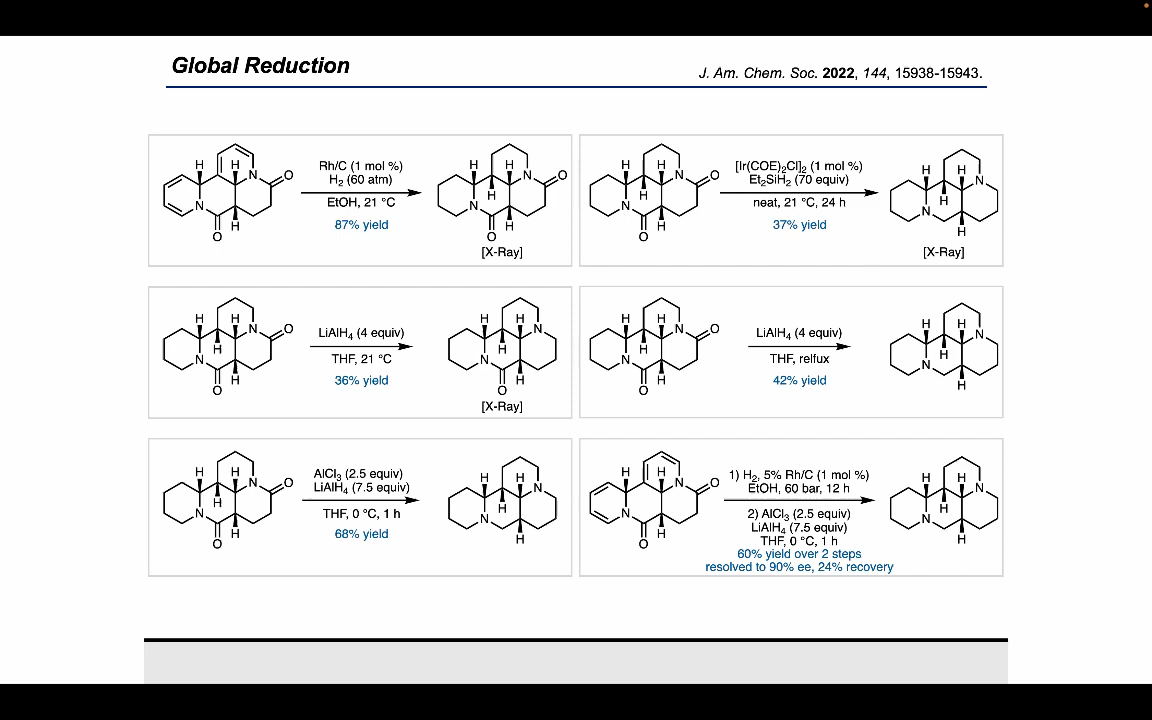 Global Reduction
J. Am. Chem. Soc. 2022, 144, 15938-15943.
H H N O N O H H
Rh/C (1 mol %)
H₂ (60 atm)
EtOH, 21 °C
87% yield
H H N O H N O H
[X-Ray]
H H N O H N O H
[Ir(COE)₂Cl]₂ (1 mol %)
Et₂SiH₂ (70 equiv)
neat, 21 °C, 24 h
37% yield
H H N H N H
[X-Ray]
H H N O H N O H
LiAlH₄ (4 equiv)
THF, 21 °C
36% yield
H H N H N O H
[X-Ray]
H H N O H N O H
LiAlH₄ (4 equiv)
THF, relfux
42% yield
H H N H N H
H H N O H N O H
AlCl₃ (2.5 equiv)
LiAlH₄ (7.5 equiv)
THF, 0 °C, 1 h
68% yield
H H N H N H
H H N O N O H
1) H₂, 5% Rh/C (1 mol %)
EtOH, 60 bar, 12 h
2) AlCl₃ (2.5 equiv)
LiAlH₄ (7.5 equiv)
THF, 0 °C, 1 h
60% yield over 2 steps
resolved to 90% ee, 24% recovery
H H N H N H